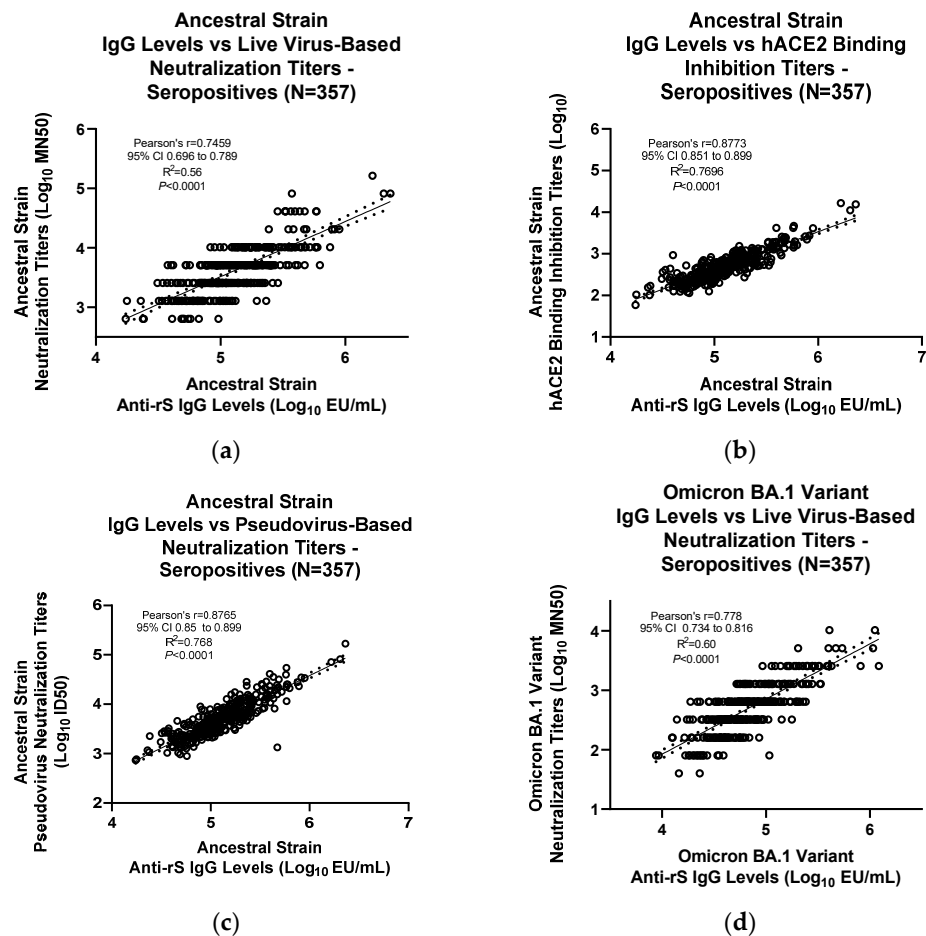 Ancestral Strain
IgG Levels vs Live Virus-Based
Neutralization Titers -
Seropositives (N=357)
Ancestral Strain
Neutralization Titers (Log10 MN50)
6
5
4
3
Pearson's r=0.7459
95% CI 0.696 to 0.789
R2=0.56
P<0.0001
4
5
6
Ancestral Strain
Anti-rS IgG Levels (Log10 EU/mL)
(a)
Ancestral Strain
IgG Levels vs hACE2 Binding
Inhibition Titers -
Seropositives (N=357)
Ancestral Strain
hACE2 Binding Inhibition Titers (Log10)
6
5
4
3
2
1
Pearson's r=0.8773
95% CI 0.851 to 0.899
R2=0.7696
P<0.0001
4
5
6
7
Ancestral Strain
Anti-rS IgG Levels (Log10 EU/mL)
(b)
Ancestral Strain
IgG Levels vs Pseudovirus-Based
Neutralization Titers -
Seropositives (N=357)
Ancestral Strain
Pseudovirus Neutralization Titers
(Log10 ID50)
6
5
4
3
2
Pearson's r=0.8765
95% CI 0.85 to 0.899
R2=0.768
P<0.0001
4
5
6
7
Ancestral Strain
Anti-rS IgG Levels (Log10 EU/mL)
(c)
Omicron BA.1 Variant
IgG Levels vs Live Virus-Based
Neutralization Titers -
Seropositives (N=357)
Omicron BA.1 Variant
Neutralization Titers (Log10 MN50)
4
3
2
1
Pearson's r=0.778
95% CI 0.734 to 0.816
R2=0.60
P<0.0001
4
5
6
Omicron BA.1 Variant
Anti-rS IgG Levels (Log10 EU/mL)
(d)